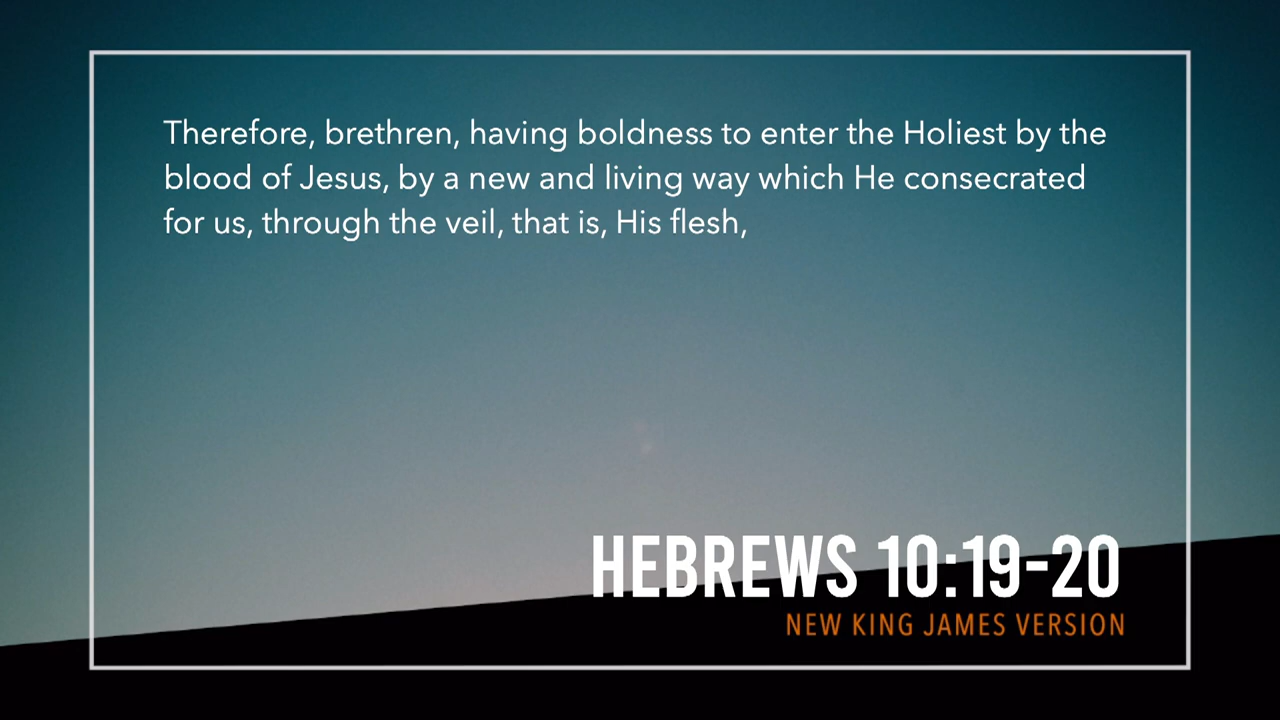 Therefore, brethren, having boldness to enter the Holiest by the
blood of Jesus, by a new and living way which He consecrated
for us, through the veil, that is, His flesh,
HEBREWS 10:19-20
NEW KING JAMES VERSION